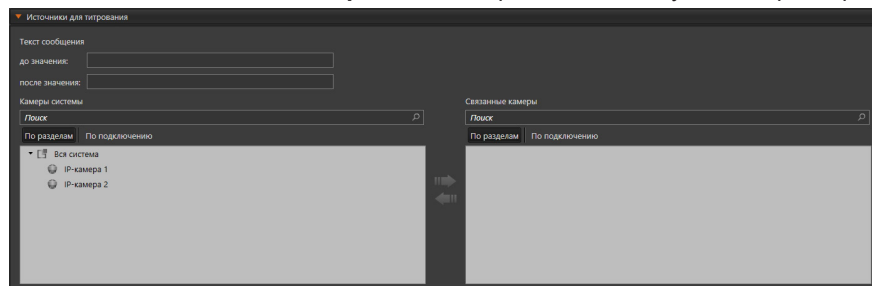 Источники для титрования
Текст сообщения
до значения:
после значения:
Камеры системы
Связанные камеры
Поиск
Поиск
По разделам По подключению
По разделам По подключению
Вся система
IP-камера 1
IP-камера 2